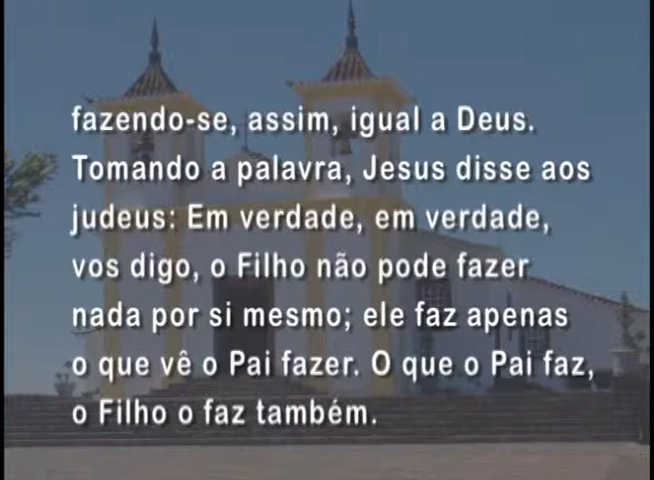 fazendo-se, assim, igual a Deus.
Tomando a palavra, Jesus disse aos
judeus: Em verdade, em verdade,
vos digo, o Filho não pode fazer
nada por si mesmo; ele faz apenas
o que vê o Pai fazer. O que o Pai faz,
o Filho o faz também.